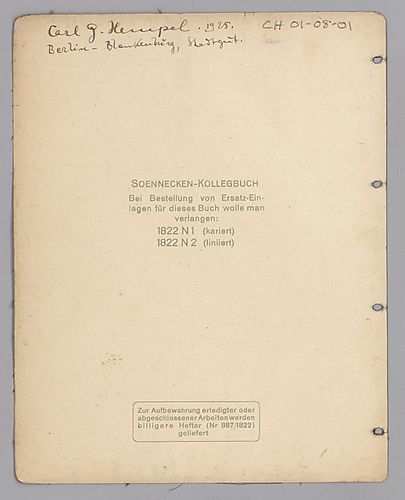 Carl G. Hempel. 1925. CH 01-08-01
Berlin-Blankenburg, Stadtgut.
SOENNECKEN-KOLLEGBUCH
Bei Bestellung von Ersatz-Ein-
lagen für dieses Buch wolle man
verlangen:
1822 N 1 (kariert)
1822 N 2 (liniiert)
Zur Aufbewahrung erledigter oder
abgeschlossener Arbeiten werden
billigere Hefter (Nr 887/1822)
geliefert